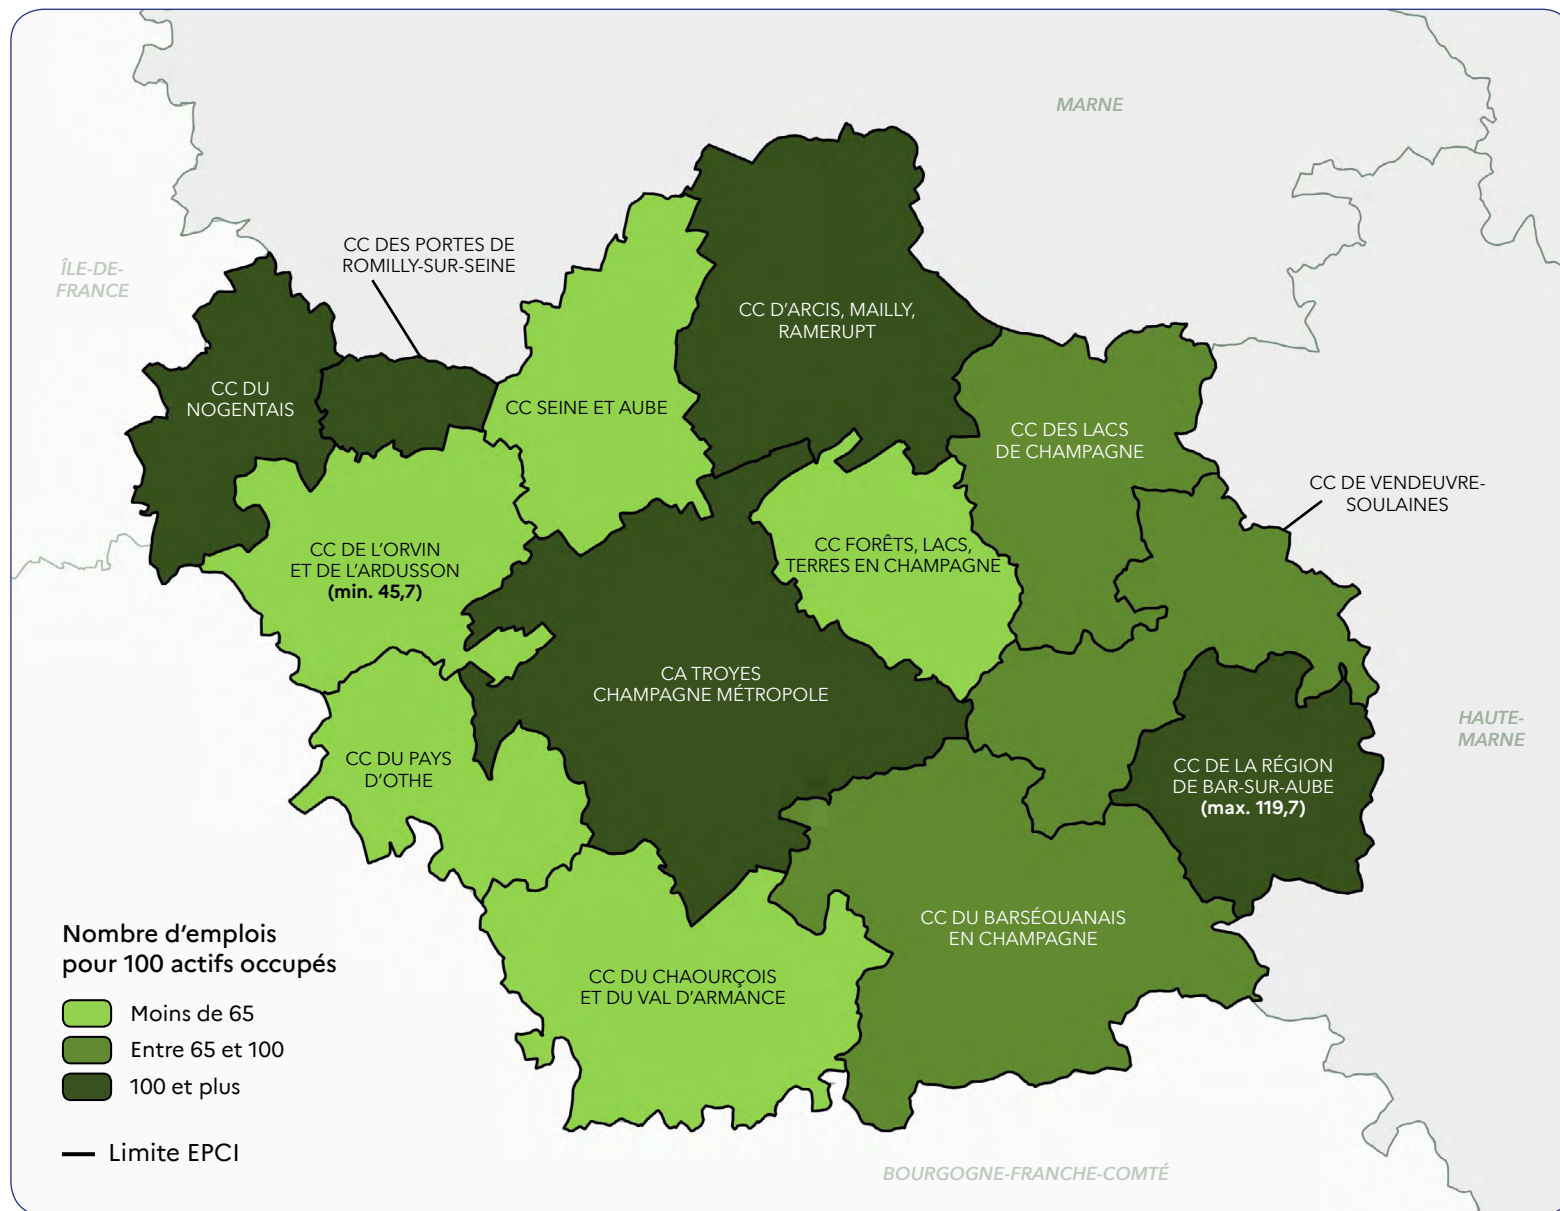 MARNE
ÎLE-DE-
FRANCE
CC DES PORTES DE
ROMILLY-SUR-SEINE
CC D'ARCIS, MAILLY,
RAMERUPT
CC DU
NOGENTAIS
CC SEINE ET AUBE
CC DES LACS
DE CHAMPAGNE
CC DE VENDEUVRE-
SOULAINES
CC DE L'ORVIN
ET DE L'ARDUSSON
(min. 45,7)
CC FORÊTS, LACS,
TERRES EN CHAMPAGNE
CA TROYES
CHAMPAGNE MÉTROPOLE
HAUTE-
MARNE
CC DU PAYS
D'OTHE
CC DE LA RÉGION
DE BAR-SUR-AUBE
(max. 119,7)
CC DU BARSÉQUANAIS
EN CHAMPAGNE
CC DU CHAOURÇOIS
ET DU VAL D'ARMANCE
Nombre d'emplois
pour 100 actifs occupés
Moins de 65
Entre 65 et 100
100 et plus
Limite EPCI
BOURGOGNE-FRANCHE-COMTÉ